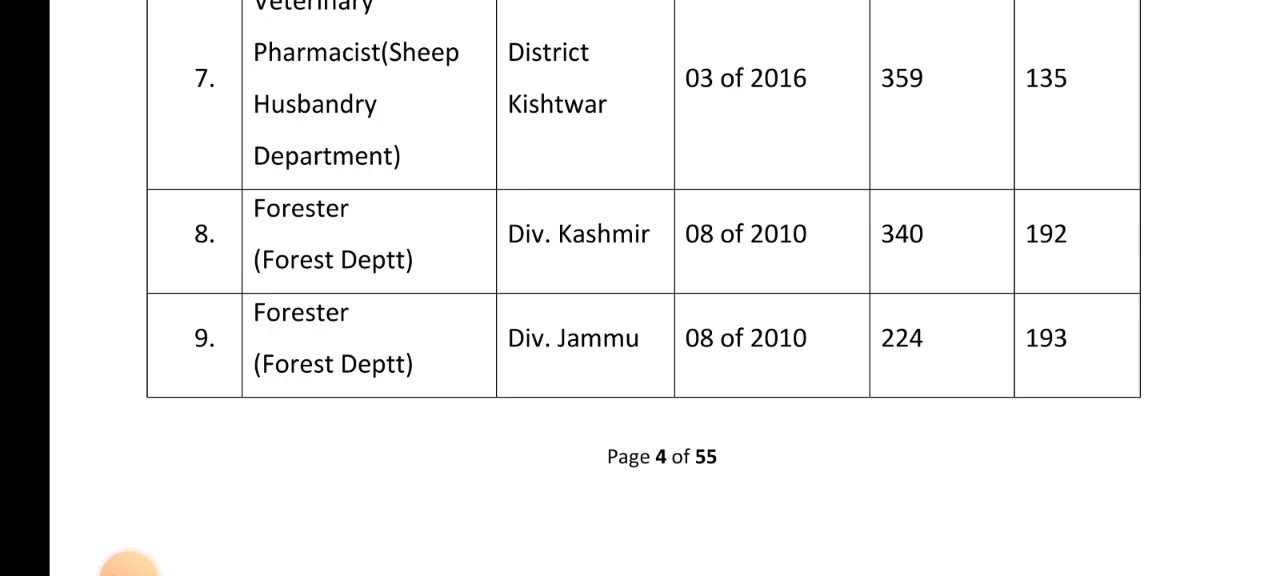 Veterinary
Pharmacist(Sheep
Husbandry
Department)
7.
District
Kishtwar
03 of 2016
359
135
8.
Forester
(Forest Deptt)
Div. Kashmir
08 of 2010
340
192
9.
Forester
(Forest Deptt)
Div. Jammu
08 of 2010
224
193
Page 4 of 55